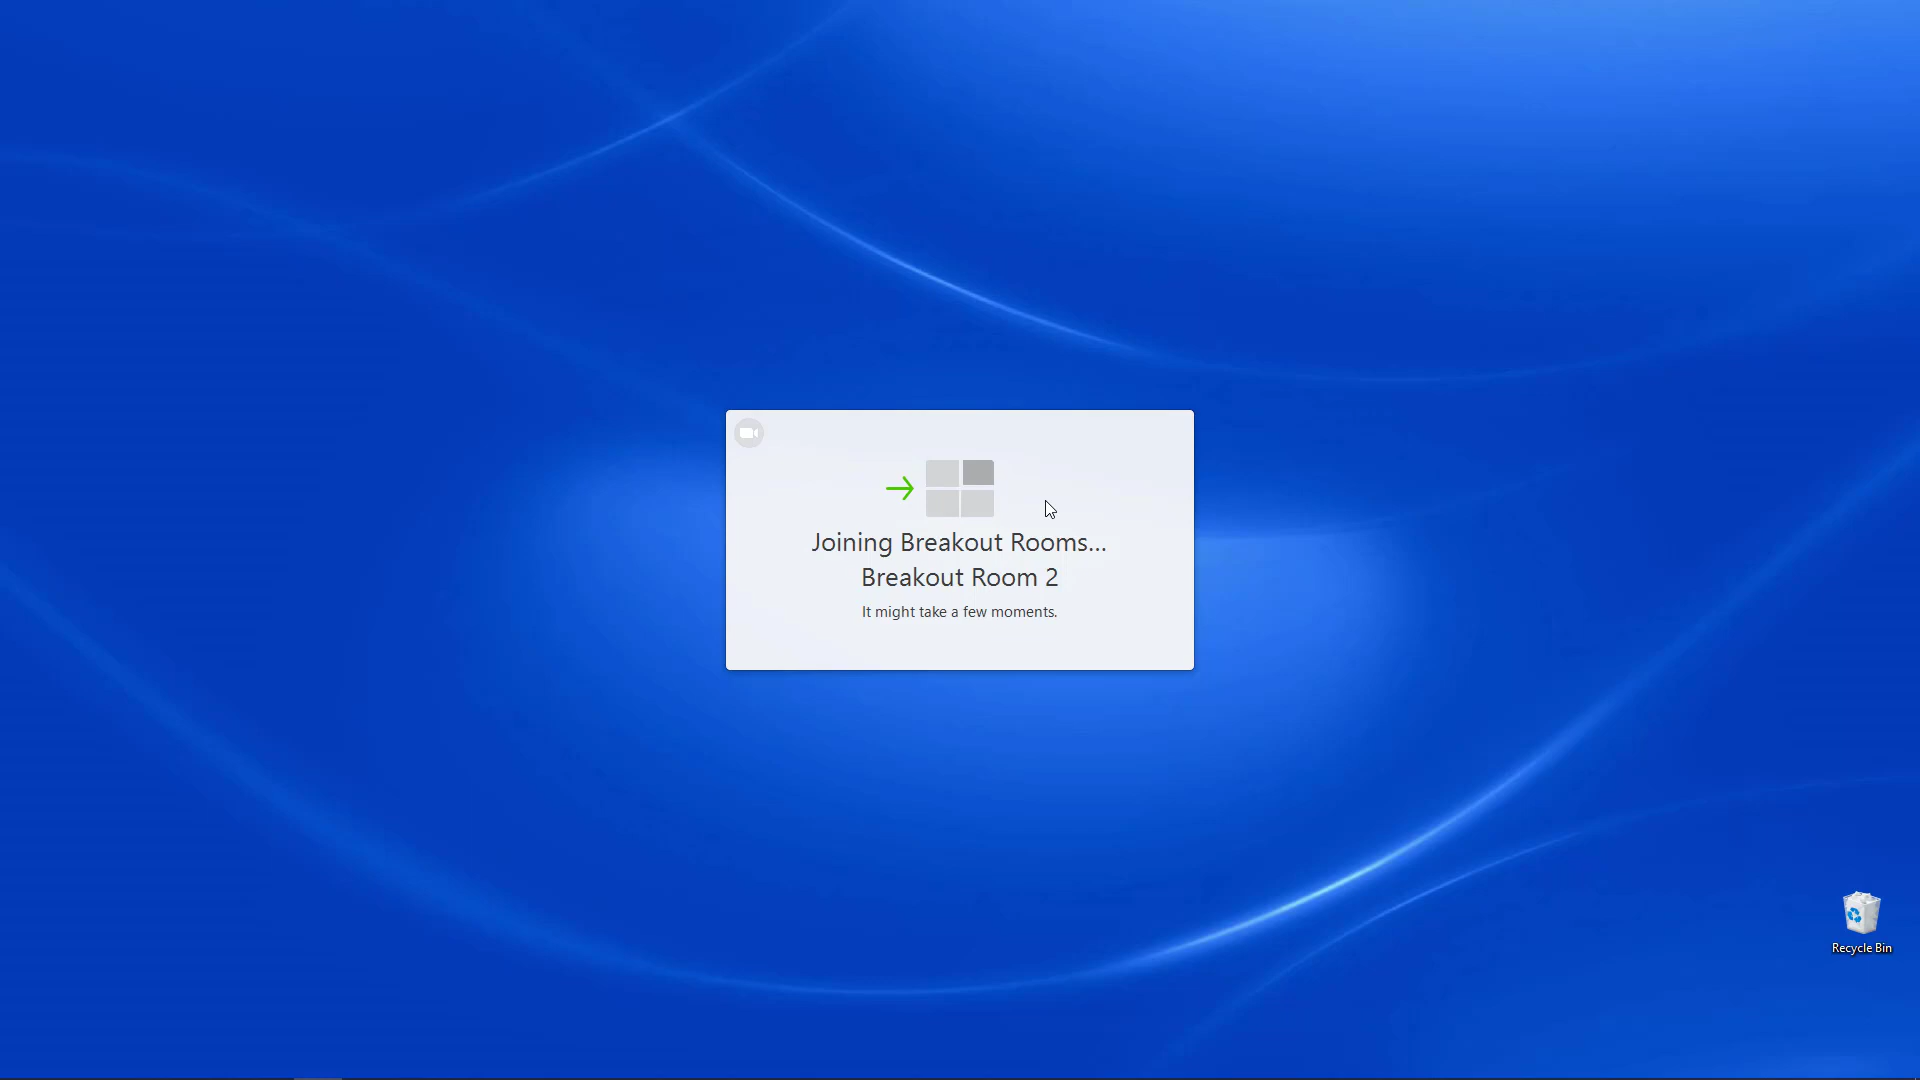 Joining Breakout Rooms...
Breakout Room 2
It might take a few moments.
Recycle Bin